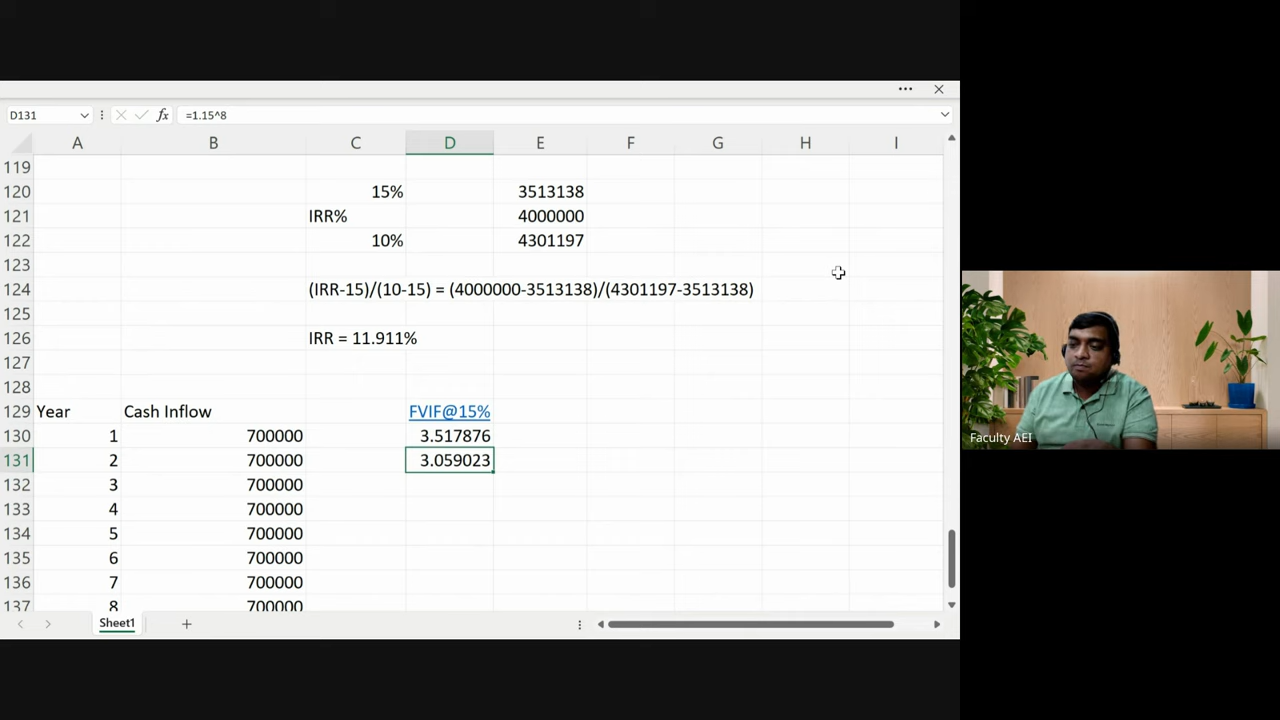 D131 fx =1.15^8
A B C D E F G H I
119
120 15% 3513138
121 IRR% 4000000
122 10% 4301197
123
124 (IRR-15)/(10-15) = (4000000-3513138)/(4301197-3513138)
125
126 IRR = 11.911%
127
128
129 Year Cash Inflow FVIF@15%
130 1 700000 3.517876
131 2 700000 3.059023
132 3 700000
133 4 700000
134 5 700000
135 6 700000
136 7 700000
137 8 700000
Sheet1
Faculty AEI